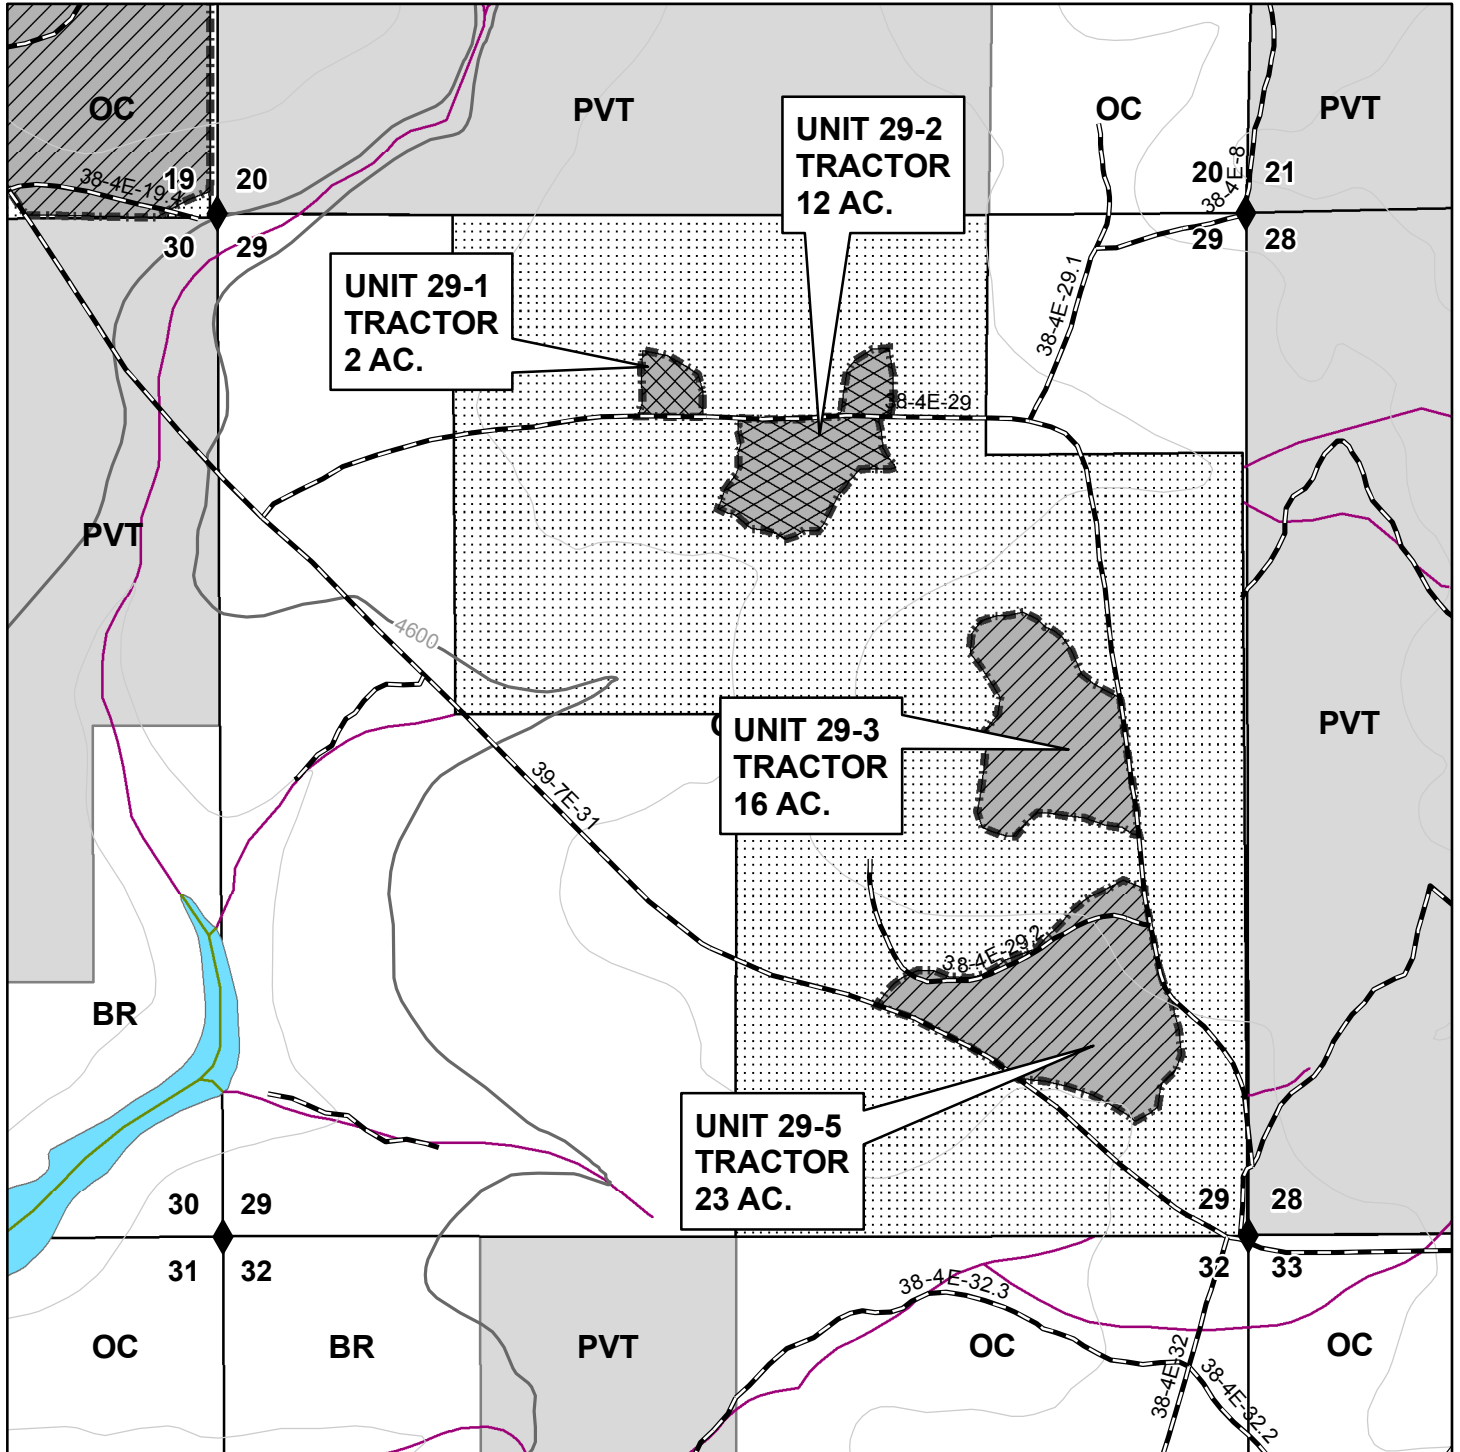 OC
PVT
OC
PVT
UNIT 29-2
TRACTOR
12 AC.
38-4E-8
38-4E-19.4
19
20
20
21
30
29
29
28
UNIT 29-1
TRACTOR
2 AC.
38-4E-29.1
38-4E-29
PVT
4600
PVT
UNIT 29-3
TRACTOR
16 AC.
39-7E-31
38-4E-29.2
BR
UNIT 29-5
TRACTOR
23 AC.
30
29
29
28
31
32
32
33
38-4E-32.3
OC
BR
PVT
OC
OC
38-4E-32
38-4E-32.2